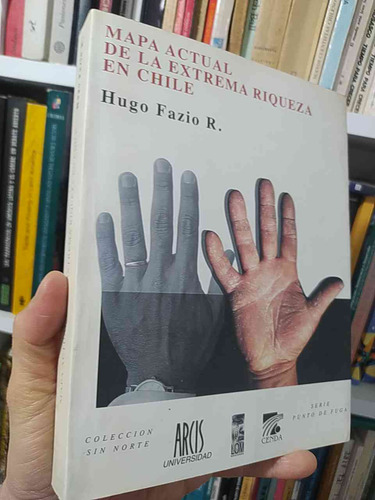 MAPA ACTUAL
DE LA EXTREMA RIQUEZA
EN CHILE
Hugo Fazio R.
COLECCION
SIN NORTE
ARCIS
UNIVERSIDAD
LOM
CENDA
SERIE
PUNTO DE FUGA